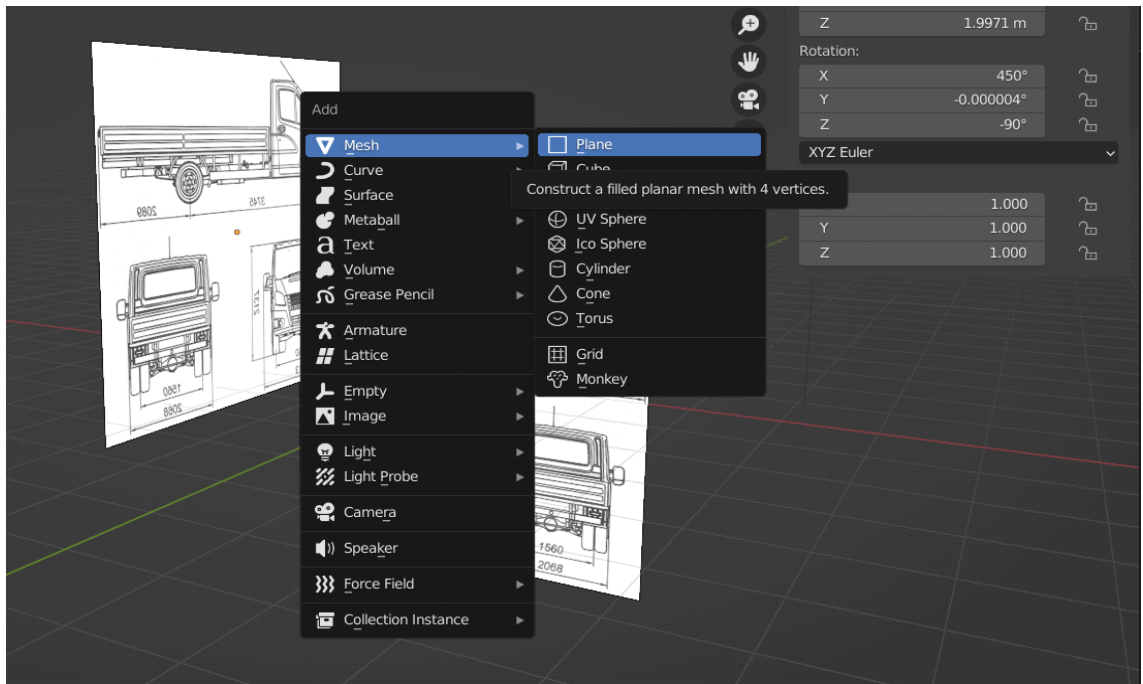 Z 1.9971 m
Rotation:
X 450°
Y -0.000004°
Z -90°
XYZ Euler
1.000
Y 1.000
Z 1.000
Add
Mesh
Curve
Surface
Metaball
Text
Volume
Grease Pencil
Armature
Lattice
Empty
Image
Light
Light Probe
Camera
Speaker
Force Field
Collection Instance
Plane
Cube
Construct a filled planar mesh with 4 vertices.
UV Sphere
Ico Sphere
Cylinder
Cone
Torus
Grid
Monkey
2089
3745
2137
1560
2068
1560
2068